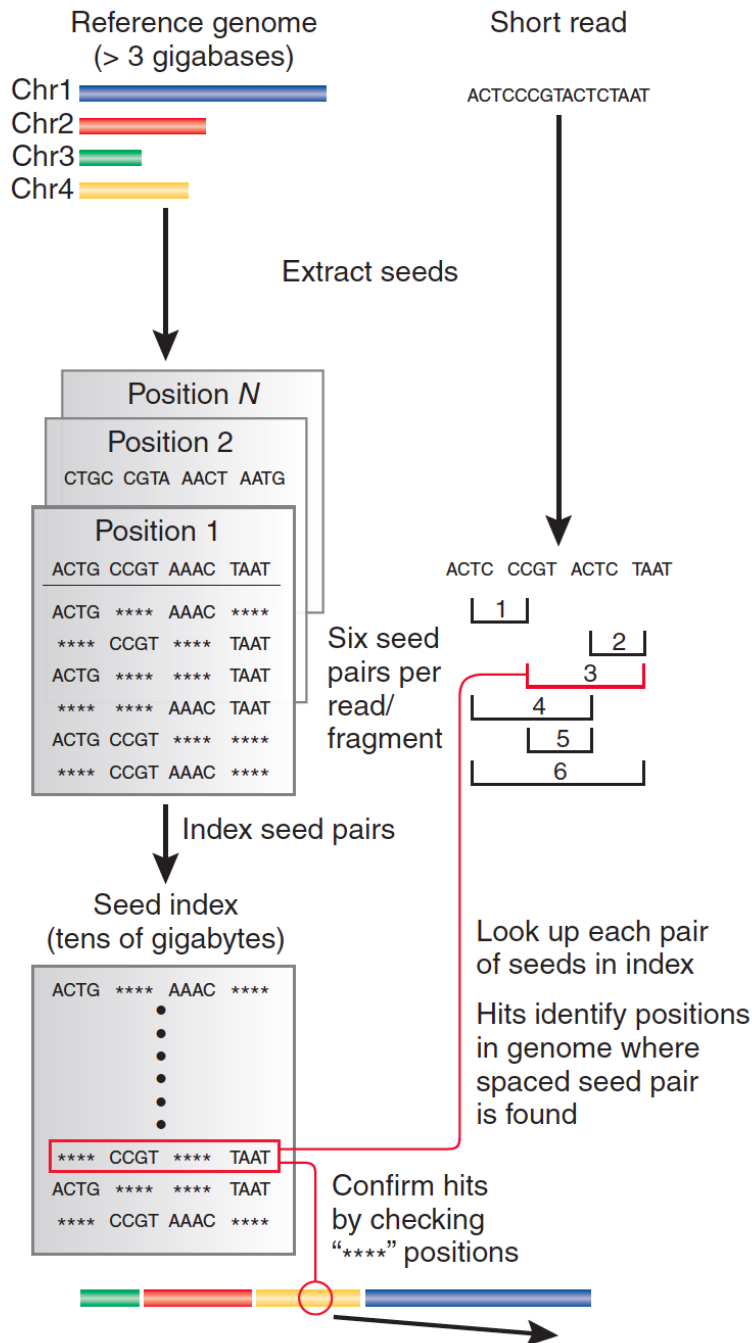 Reference genome
(> 3 gigabases)
Chr1
Chr2
Chr3
Chr4
Short read
ACTCCCGTACTCTAAT
Extract seeds
Position N
Position 2
CTGC CCGTA AACT AATG
Position 1
ACTG CCGT AAAC TAAT
ACTG **** AAAC ****
**** CCGT **** TAAT
ACTG **** **** TAAT
**** **** AAAC TAAT
ACTG CCGT **** ****
**** CCGT AAAC ****
ACTC CCGT ACTC TAAT
1
2
3
4
5
6
Six seed
pairs per
read/
fragment
Index seed pairs
Seed index
(tens of gigabytes)
ACTG **** AAAC ****
**** CCGT **** TAAT
ACTG **** **** TAAT
**** CCGT AAAC ****
Look up each pair
of seeds in index
Hits identify positions
in genome where
spaced seed pair
is found
Confirm hits
by checking
“****” positions